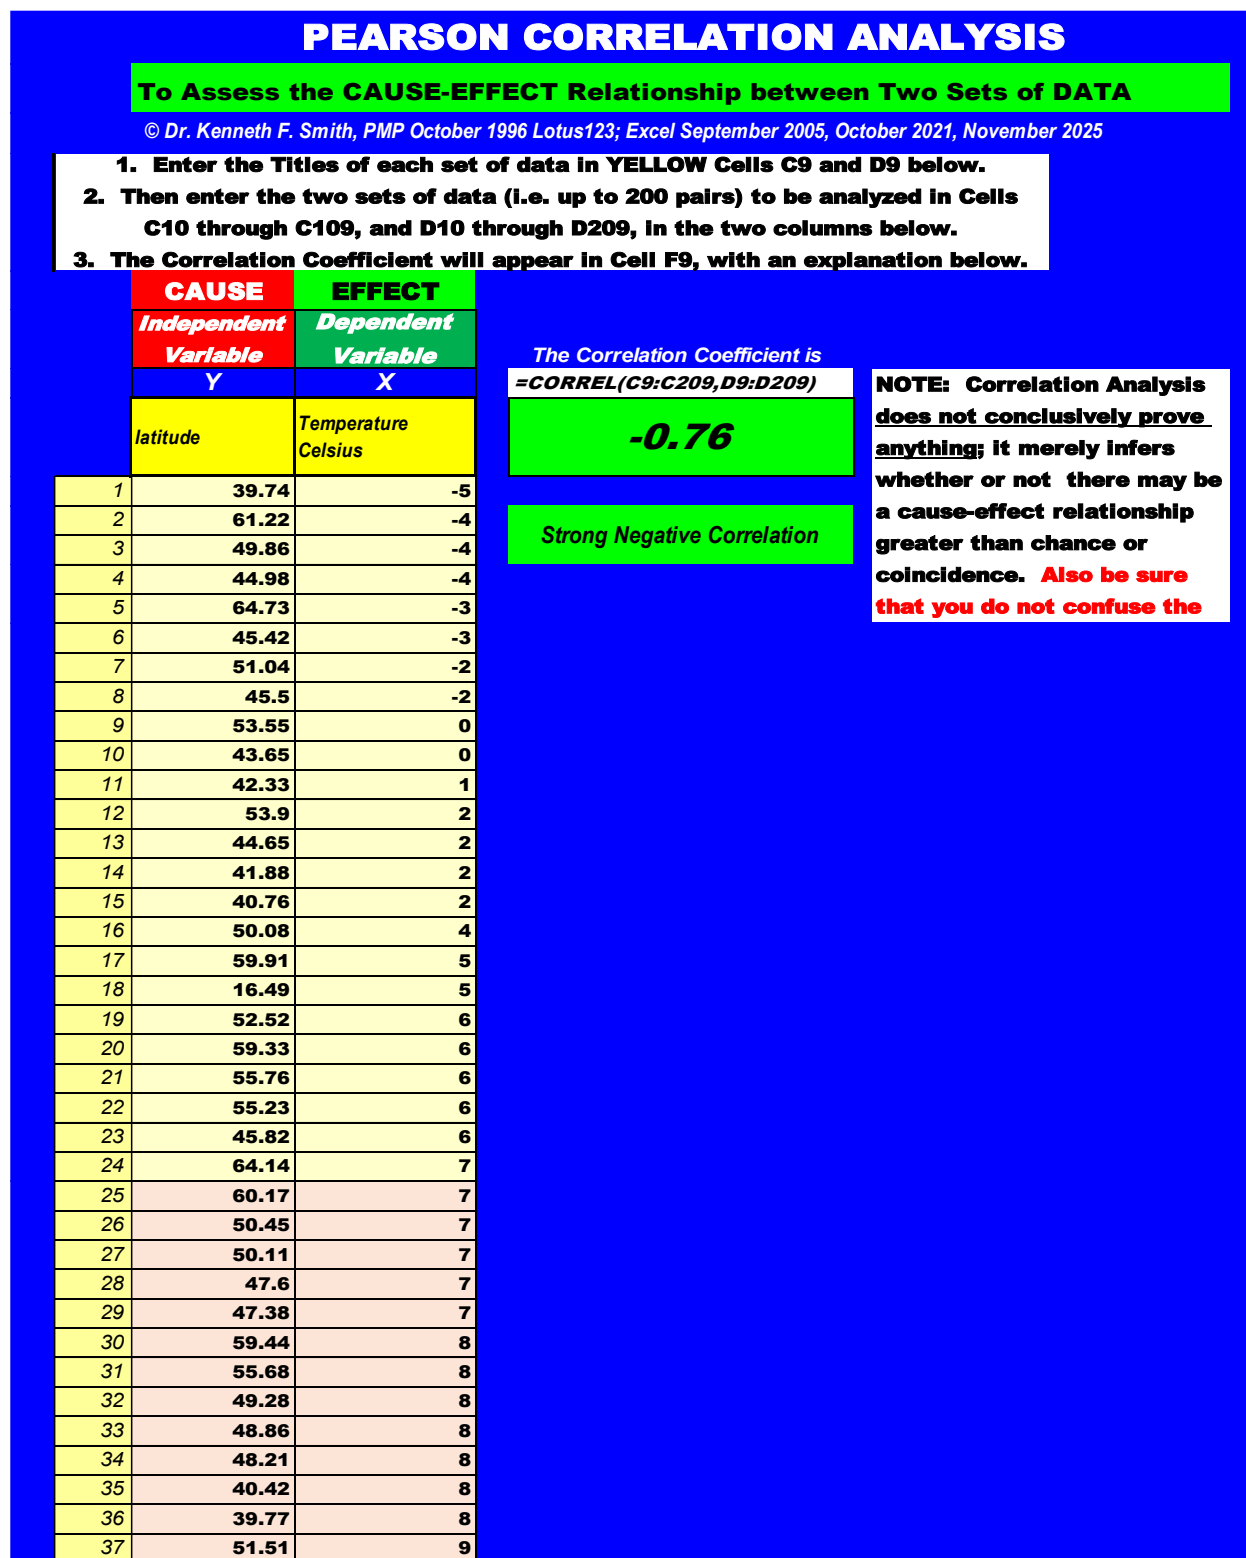 PEARSON CORRELATION ANALYSIS
To Assess the CAUSE-EFFECT Relationship between Two Sets of DATA
© Dr. Kenneth F. Smith, PMP October 1996 Lotus123; Excel September 2005, October 2021, November 2025
1. Enter the Titles of each set of data in YELLOW Cells C9 and D9 below.
2. Then enter the two sets of data (i.e. up to 200 pairs) to be analyzed in Cells
C10 through C109, and D10 through D209, in the two columns below.
3. The Correlation Coefficient will appear in Cell F9, with an explanation below.
CAUSE EFFECT
Independent Dependent
Variable Variable
The Correlation Coefficient is
Y X
=CORREL(C9:C209,D9:D209)
latitude
Temperature
Celsius
-0.76
Strong Negative Correlation
NOTE: Correlation Analysis
does not conclusively prove
anything; it merely infers
whether or not there may be
a cause-effect relationship
greater than chance or
coincidence. Also be sure
that you do not confuse the
1 39.74 -5
2 61.22 -4
3 49.86 -4
4 44.98 -4
5 64.73 -3
6 45.42 -3
7 51.04 -2
8 45.5 -2
9 53.55 0
10 43.65 0
11 42.33 1
12 53.9 2
13 44.65 2
14 41.88 2
15 40.76 2
16 50.08 4
17 59.91 5
18 16.49 5
19 52.52 6
20 59.33 6
21 55.76 6
22 55.23 6
23 45.82 6
24 64.14 7
25 60.17 7
26 50.45 7
27 50.11 7
28 47.6 7
29 47.38 7
30 59.44 8
31 55.68 8
32 49.28 8
33 48.86 8
34 48.21 8
35 40.42 8
36 39.77 8
37 51.51 9